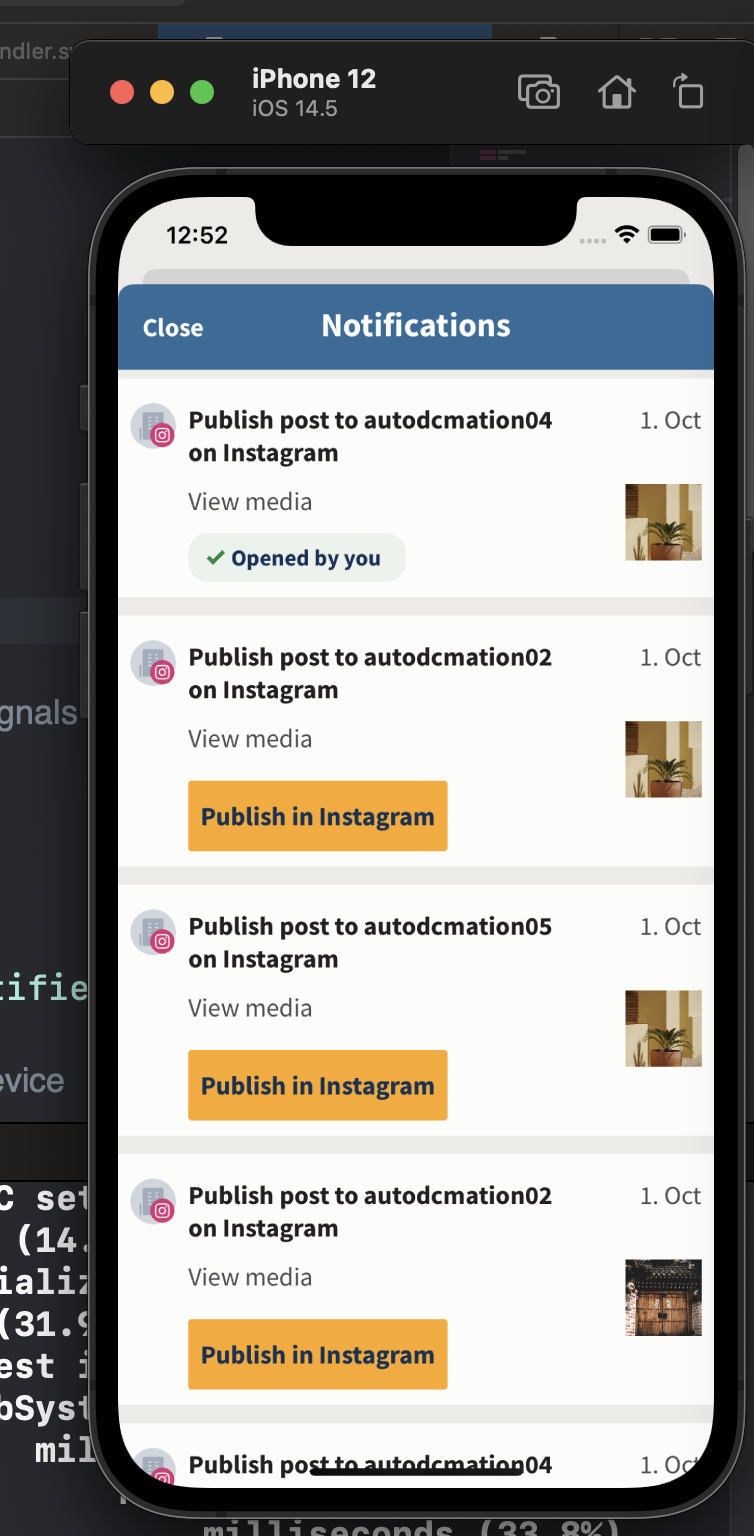 ndler.s
iPhone 12
iOS 14.5
12:52
Close
Notifications
Publish post to autodcmation04
on Instagram
1. Oct
View media
✓ Opened by you
Publish post to autodcmation02
on Instagram
1. Oct
View media
Publish in Instagram
Publish post to autodcmation05
on Instagram
1. Oct
View media
Publish in Instagram
Publish post to autodcmation02
on Instagram
1. Oct
View media
Publish in Instagram
Publish post to autodcmation04
1. Oct
gnals
tifie
evice
C set
(14.
ializ
(31.9
est i
bSyst
mil
milliseconds (33.8%)